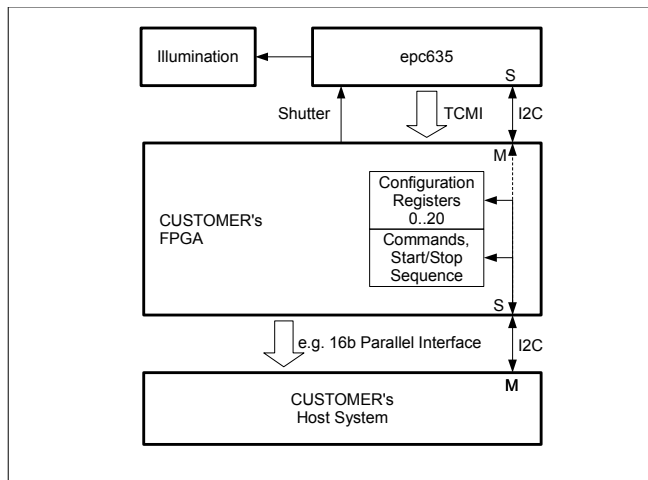 Illumination
epc635
S
Shutter
TCMI
I2C
M
Configuration
Registers
0..20
CUSTOMER's
FPGA
Commands,
Start/Stop
Sequence
S
e.g. 16b Parallel Interface
I2C
M
CUSTOMER's
Host System